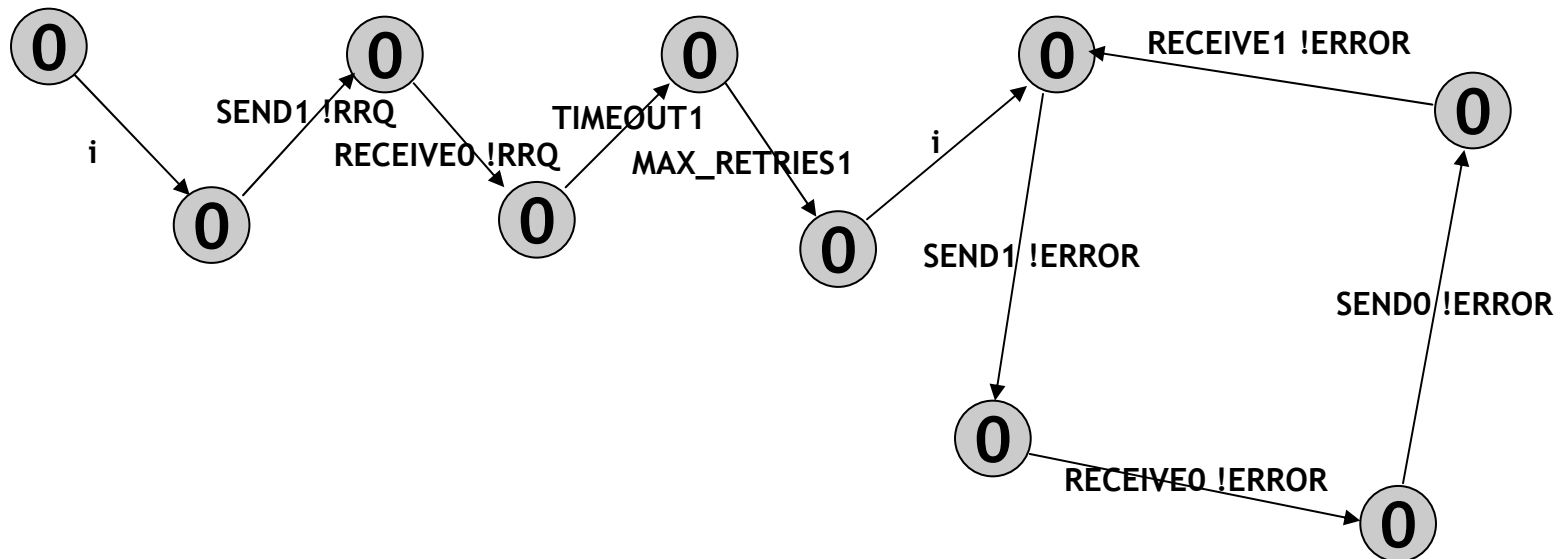 0
i
0
SEND1 !RRQ
0
RECEIVE0 !RRQ
0
TIMEOUT1
0
MAX_RETRIES1
0
i
0
SEND1 !ERROR
0
RECEIVE0 !ERROR
0
SEND0 !ERROR
0
RECEIVE1 !ERROR